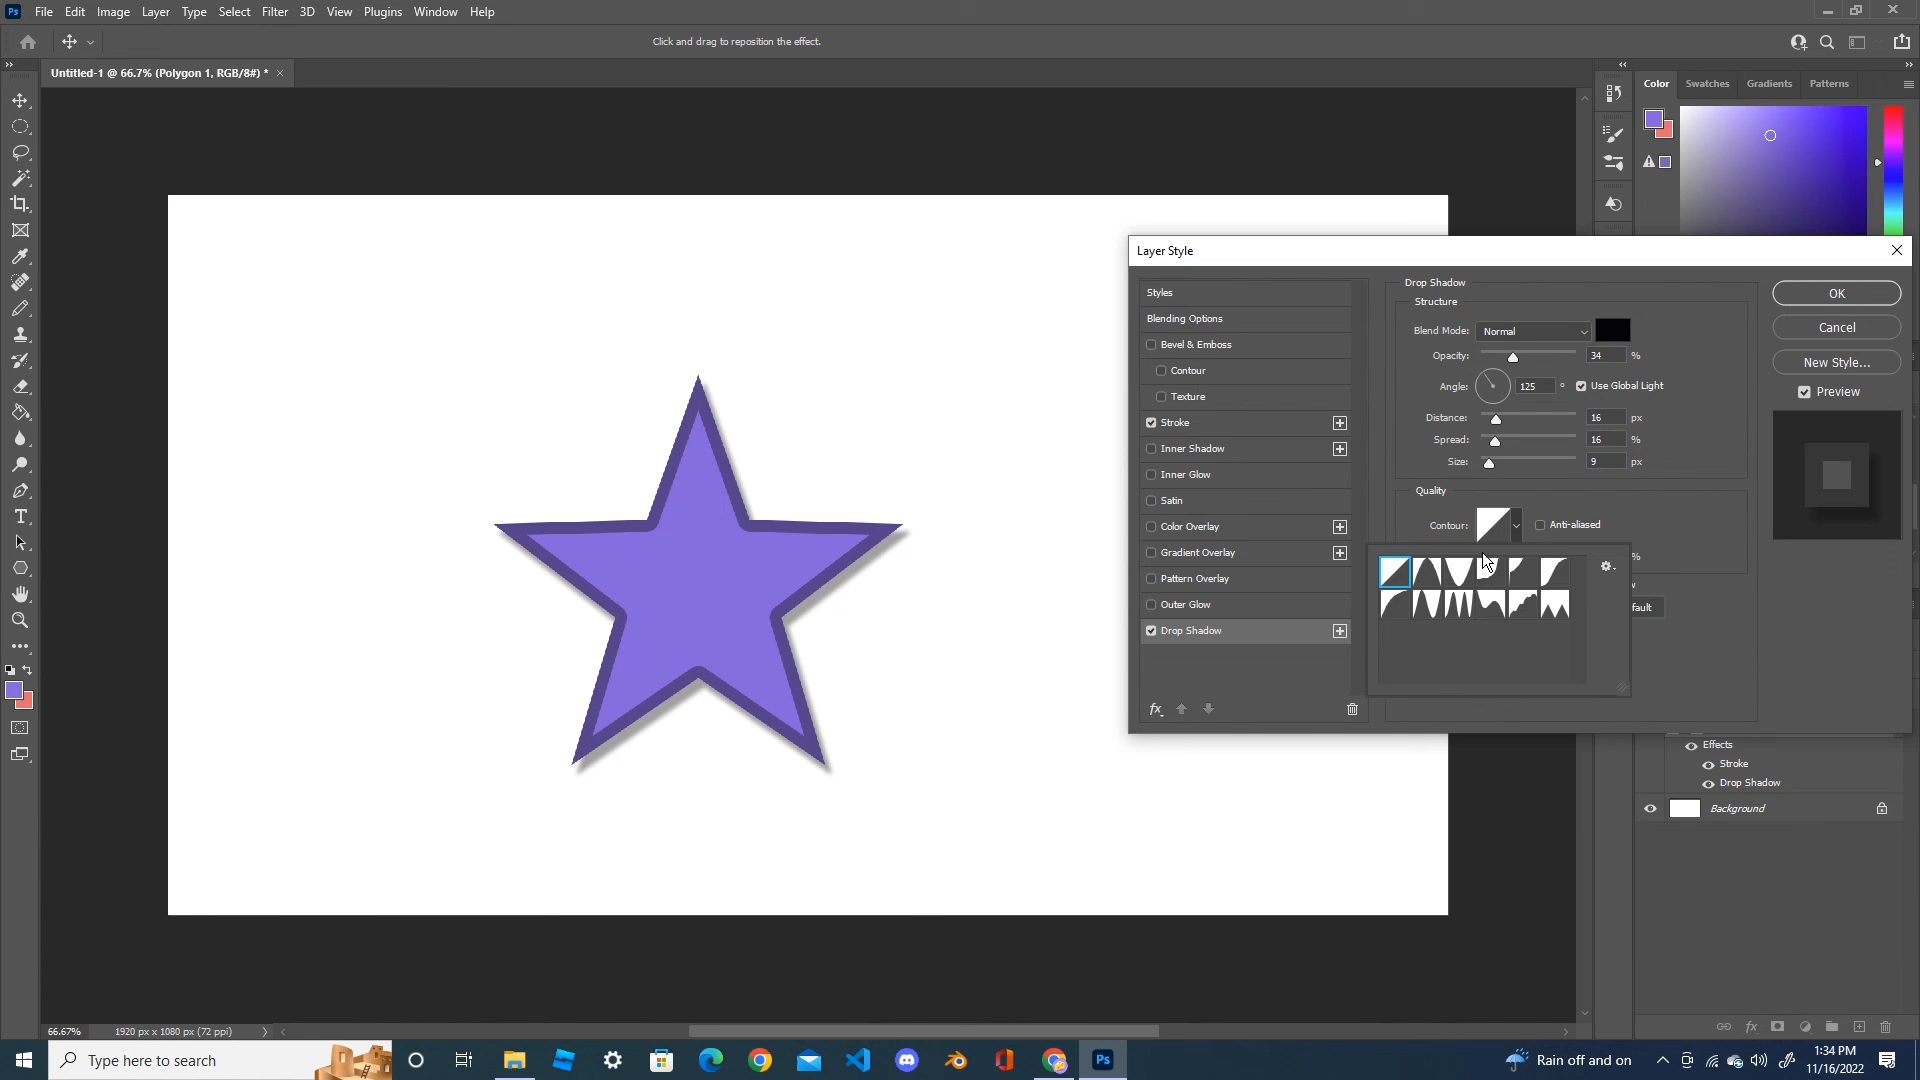 Ps File Edit Image Layer Type Select Filter 3D View Plugins Window Help
Click and drag to reposition the effect.
Untitled-1 @ 66.7% (Polygon 1, RGB/8#) * ×
Color Swatches Gradients Patterns
Layer Style
Styles
Blending Options
Bevel & Emboss
Contour
Texture
Stroke
Inner Shadow
Inner Glow
Satin
Color Overlay
Gradient Overlay
Pattern Overlay
Outer Glow
Drop Shadow
fx
Drop Shadow
Structure
Blend Mode: Normal
Opacity: 34 %
Angle: 125 ° Use Global Light
Distance: 16 px
Spread: 16 %
Size: 9 px
Quality
Contour: Anti-aliased
%
w
fault
OK
Cancel
New Style...
Preview
Effects
Stroke
Drop Shadow
Background
fx
66.67% 1920 px x 1080 px (72 ppi)
Type here to search
Ps
Rain off and on
1:34 PM
11/16/2022